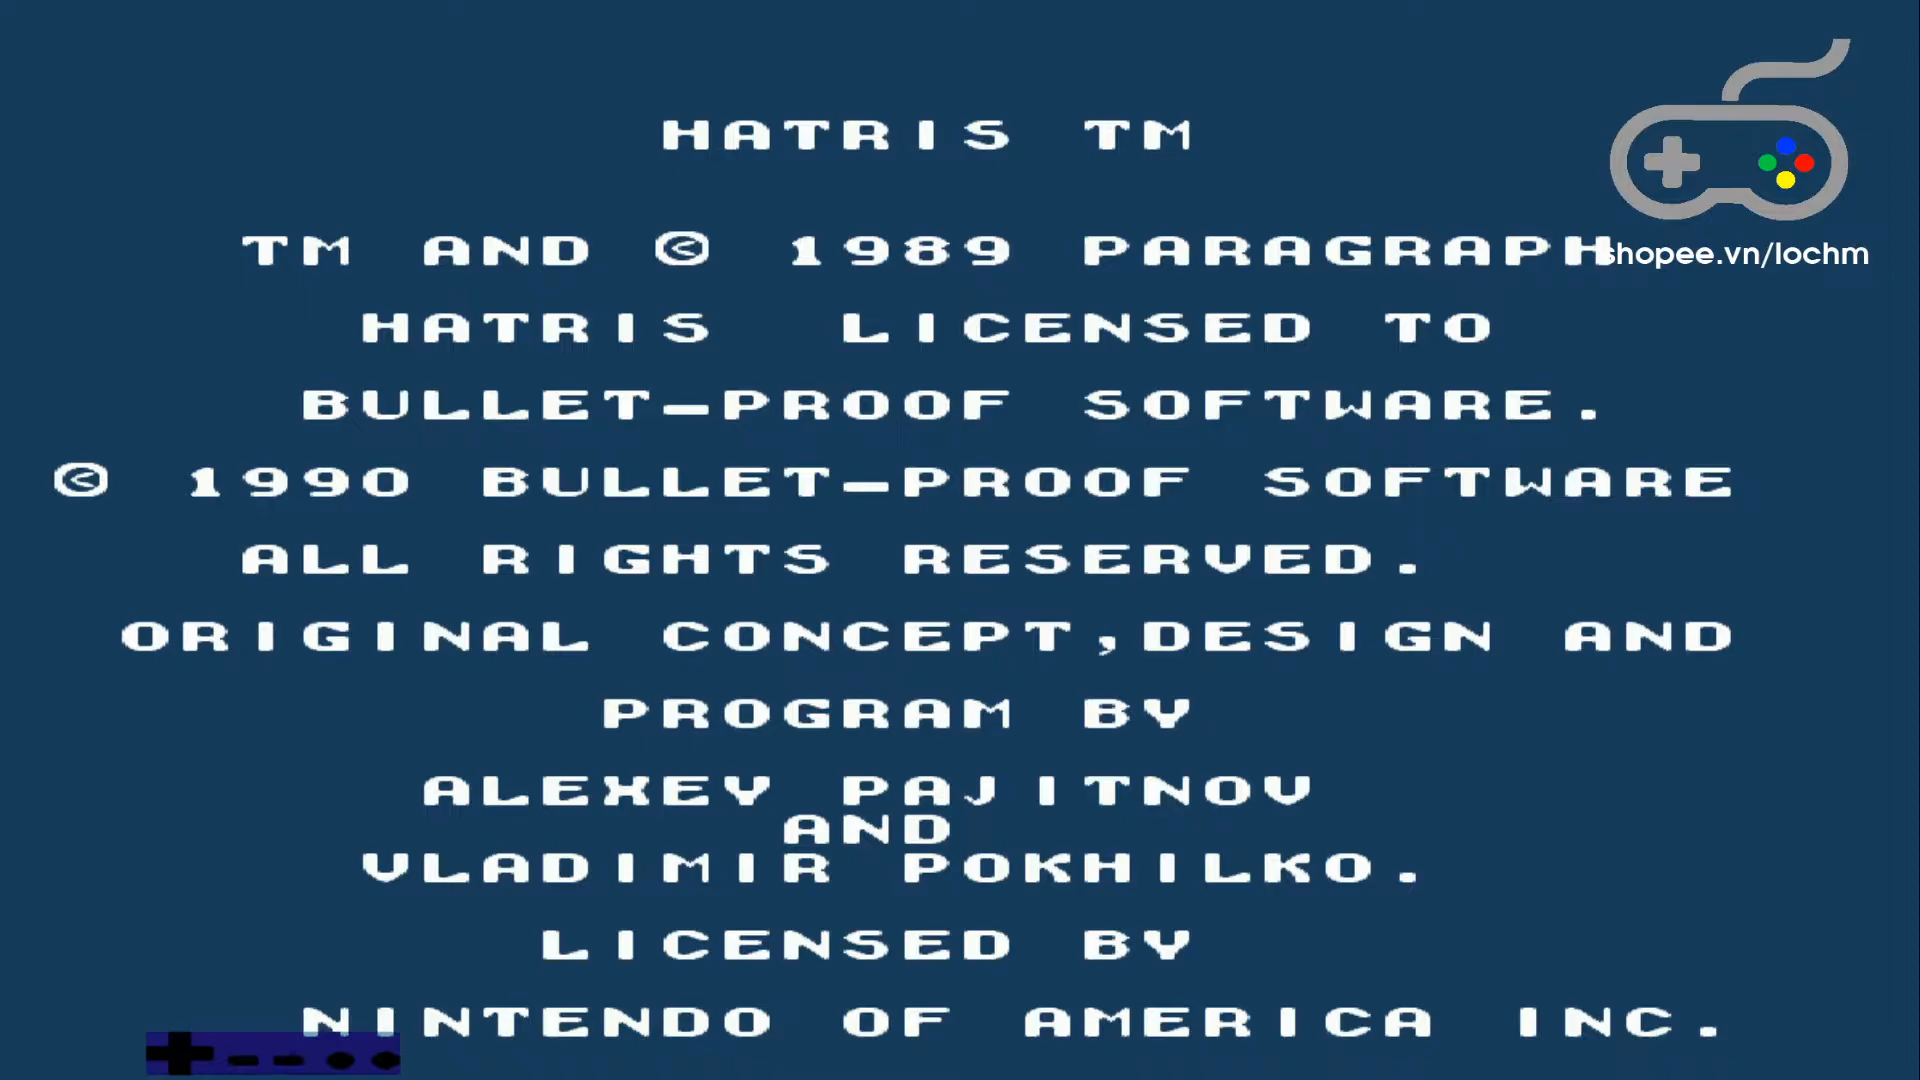 HATRIS TM
TM AND © 1989 PARAGRAPH
shopee.vn/lochm
HATRIS LICENSED TO
BULLET-PROOF SOFTWARE.
© 1990 BULLET-PROOF SOFTWARE
ALL RIGHTS RESERVED.
ORIGINAL CONCEPT,DESIGN AND
PROGRAM BY
ALEXEY PAJITNOV
AND
VLADIMIR POKHILKO.
LICENSED BY
NINTENDO OF AMERICA INC.